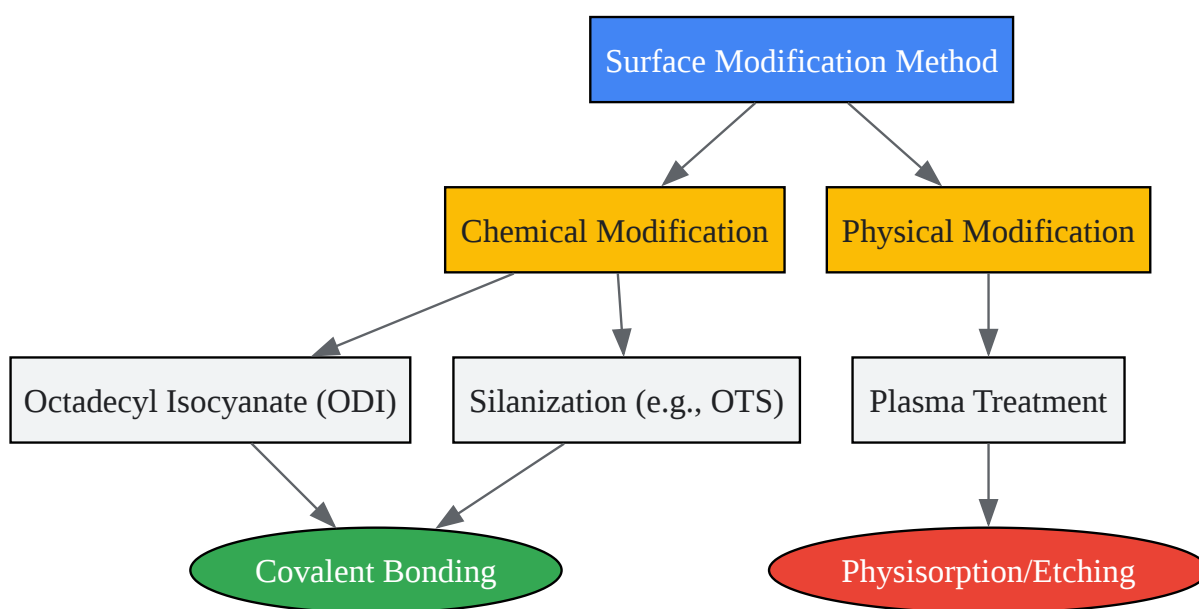 Surface Modification Method
Chemical Modification
Physical Modification
Octadecyl Isocyanate (ODI)
Silanization (e.g., OTS)
Plasma Treatment
Covalent Bonding
Physisorption/Etching